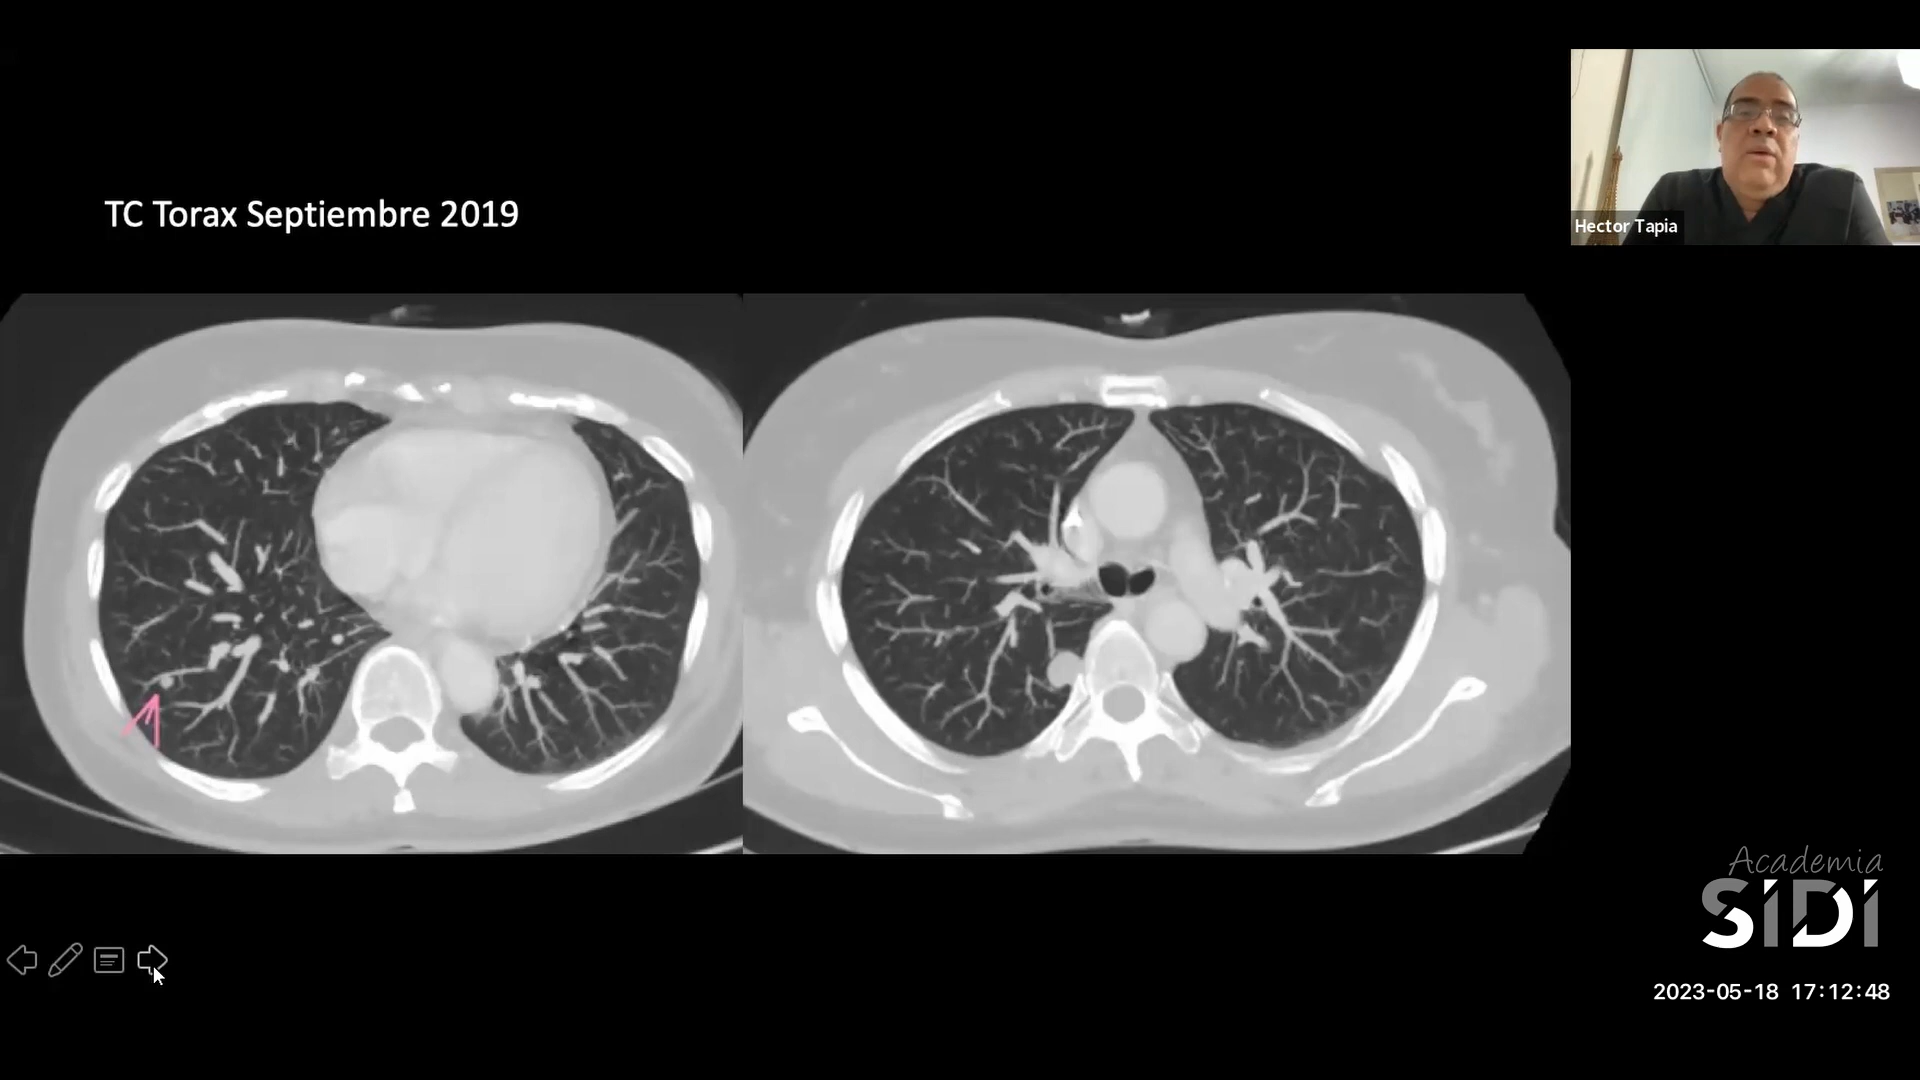 TC Torax Septiembre 2019
Hector Tapia
Academia
SiDi
2023-05-18 17:12:48